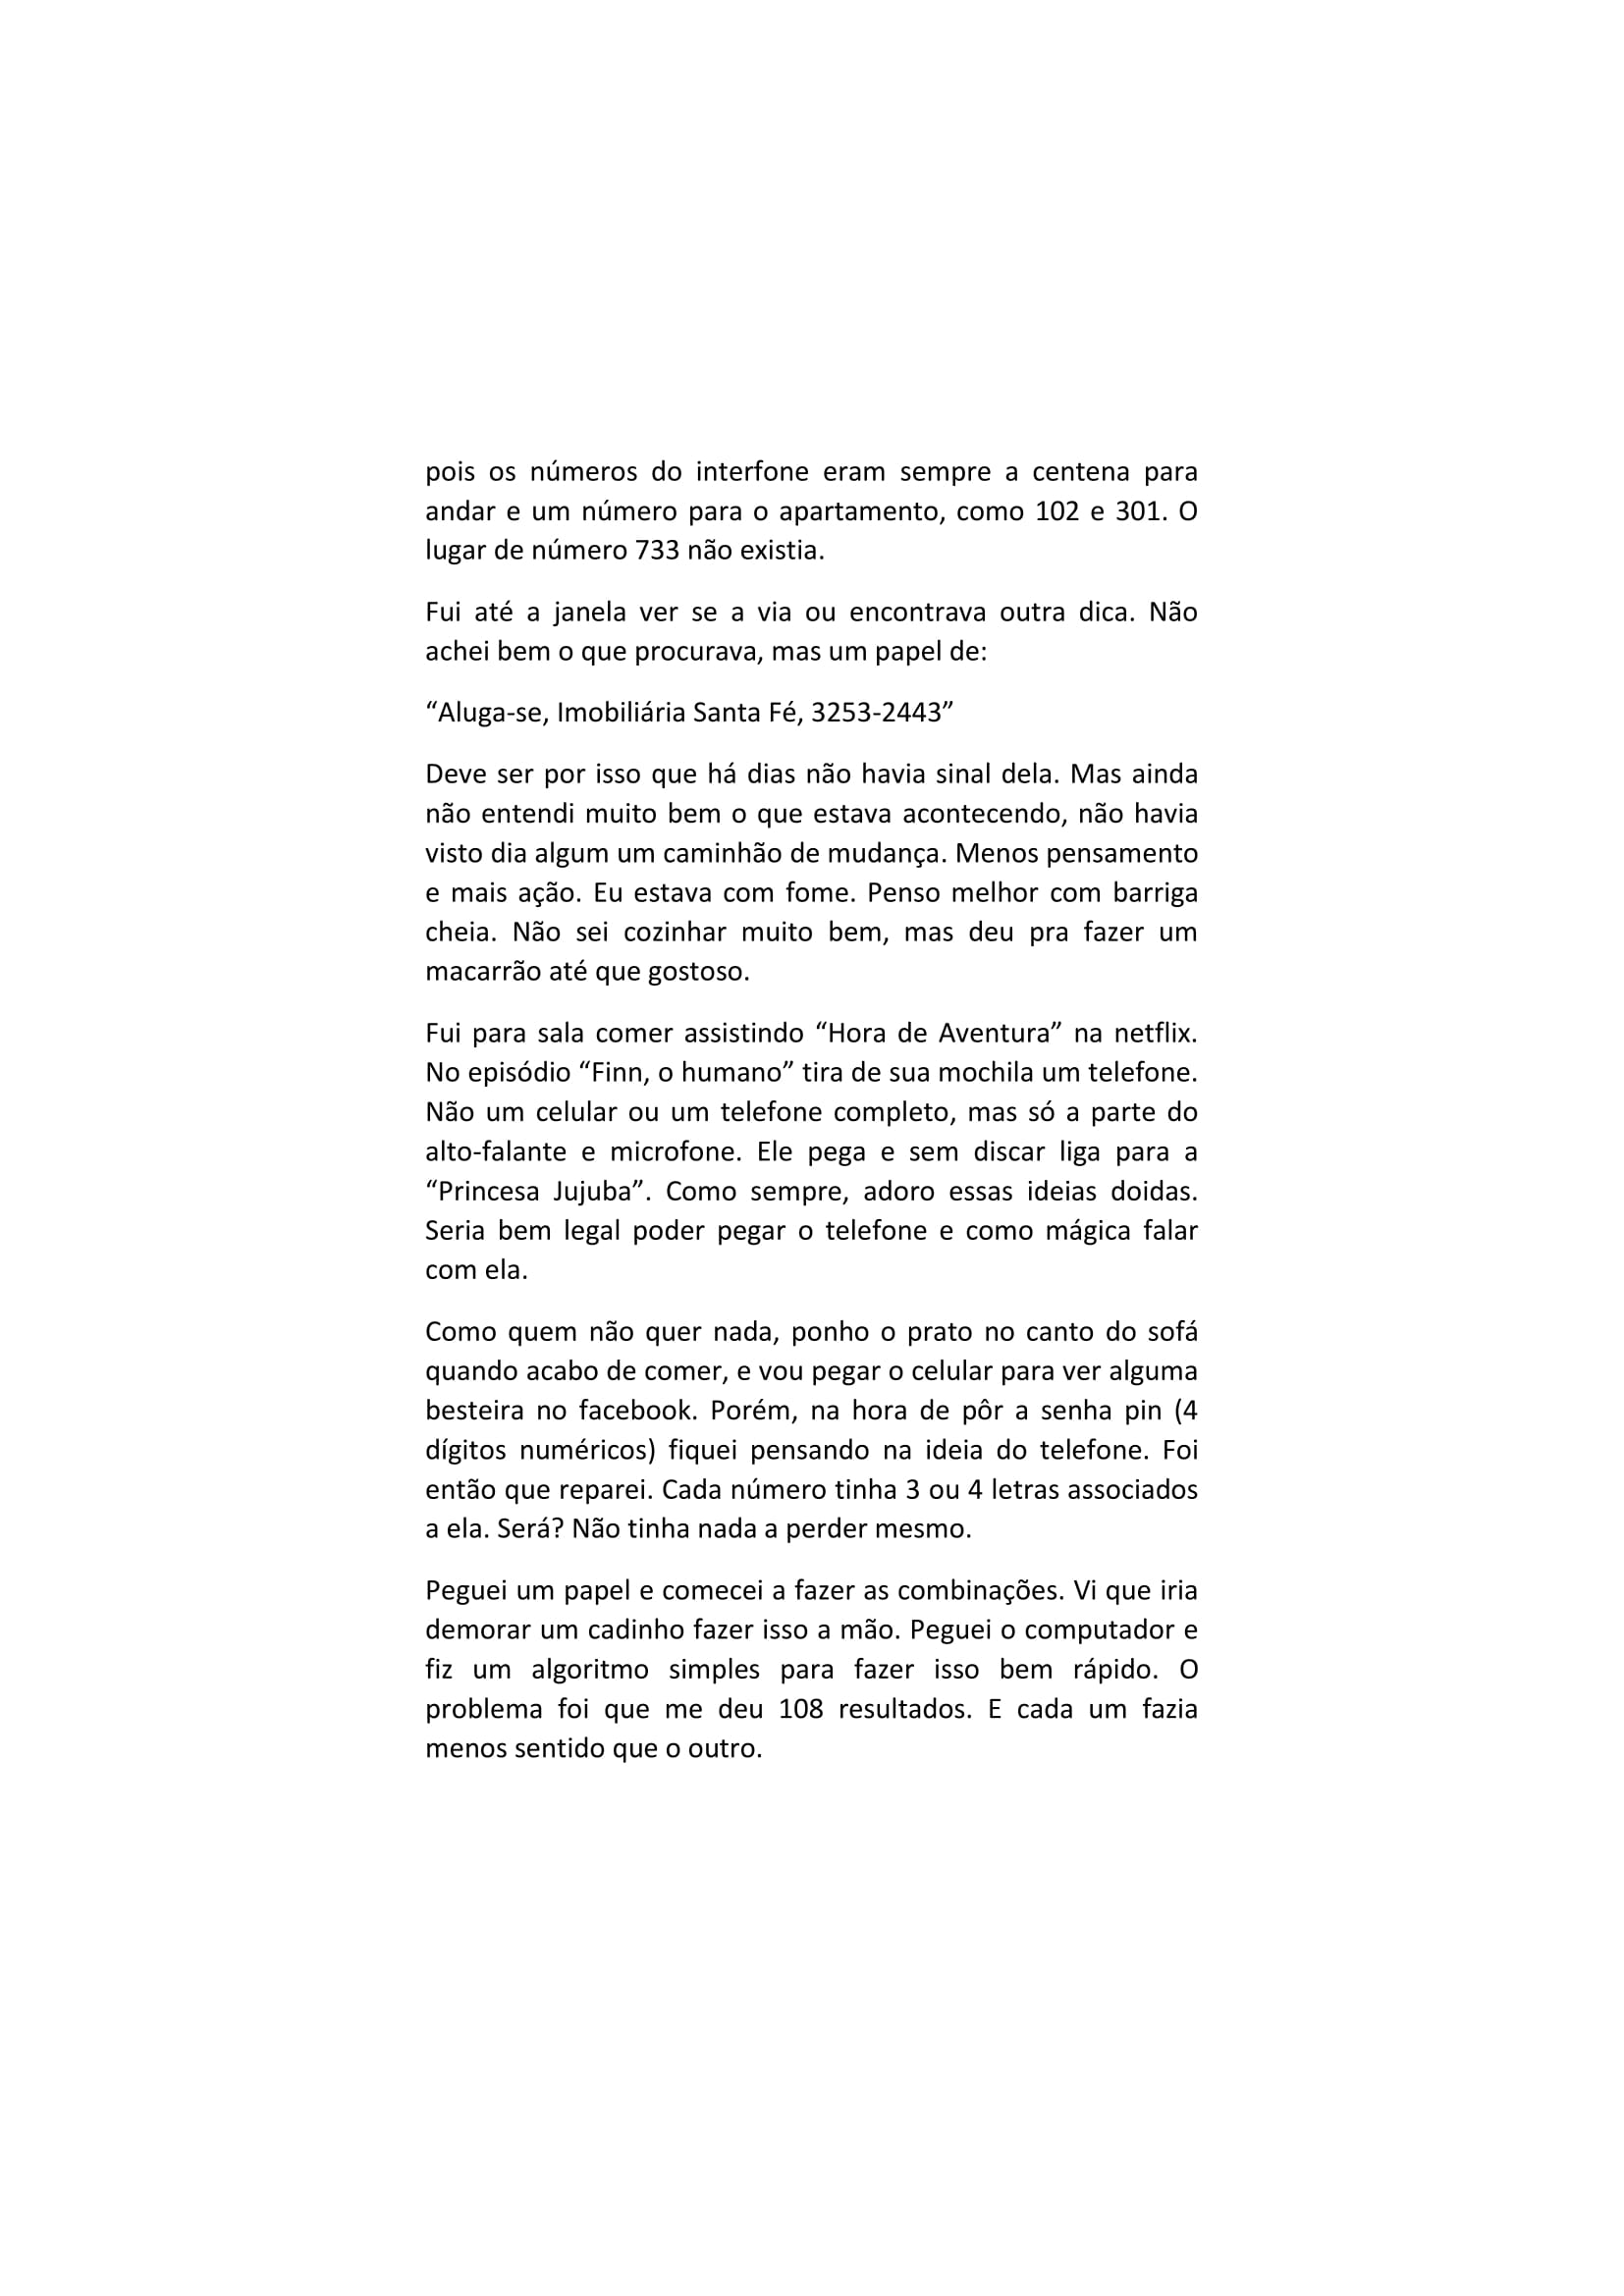 pois os números do interfone eram sempre a centena para
andar e um número para o apartamento, como 102 e 301. O
lugar de número 733 não existia.
Fui até a janela ver se a via ou encontrava outra dica. Não
achei bem o que procurava, mas um papel de:
“Aluga-se, Imobiliária Santa Fé, 3253-2443”
Deve ser por isso que há dias não havia sinal dela. Mas ainda
não entendi muito bem o que estava acontecendo, não havia
visto dia algum um caminhão de mudança. Menos pensamento
e mais ação. Eu estava com fome. Penso melhor com barriga
cheia. Não sei cozinhar muito bem, mas deu pra fazer um
macarrão até que gostoso.
Fui para sala comer assistindo “Hora de Aventura” na netflix.
No episódio “Finn, o humano” tira de sua mochila um telefone.
Não um celular ou um telefone completo, mas só a parte do
alto-falante e microfone. Ele pega e sem discar liga para a
“Princesa Jujuba”. Como sempre, adoro essas ideias doidas.
Seria bem legal poder pegar o telefone e como mágica falar
com ela.
Como quem não quer nada, ponho o prato no canto do sofá
quando acabo de comer, e vou pegar o celular para ver alguma
besteira no facebook. Porém, na hora de pôr a senha pin (4
dígitos numéricos) fiquei pensando na ideia do telefone. Foi
então que reparei. Cada número tinha 3 ou 4 letras associados
a ela. Será? Não tinha nada a perder mesmo.
Peguei um papel e comecei a fazer as combinações. Vi que iria
demorar um cadinho fazer isso a mão. Peguei o computador e
fiz um algoritmo simples para fazer isso bem rápido. O
problema foi que me deu 108 resultados. E cada um fazia
menos sentido que o outro.